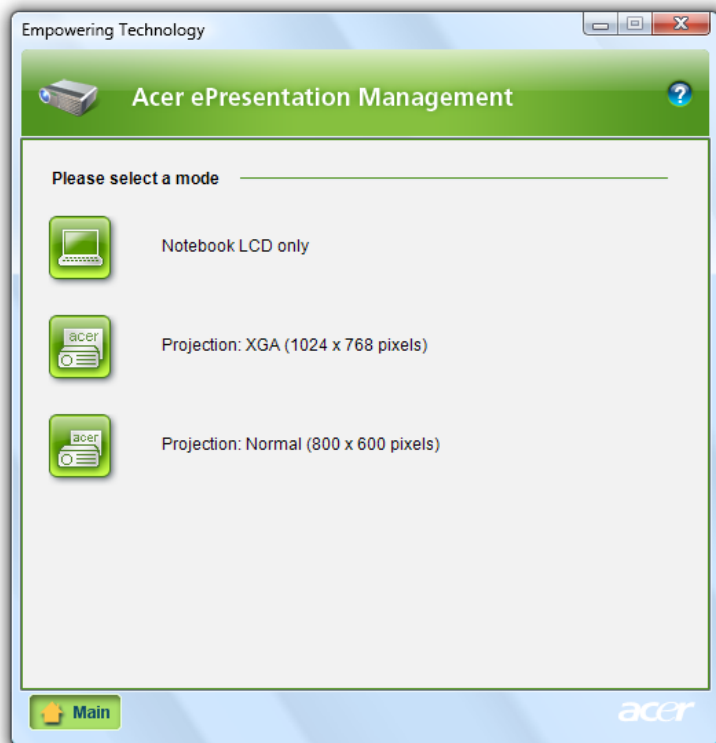 Empowering Technology
Acer ePresentation Management
?
Please select a mode
Notebook LCD only
acer
Projection: XGA (1024 x 768 pixels)
acer
Projection: Normal (800 x 600 pixels)
Main
acer